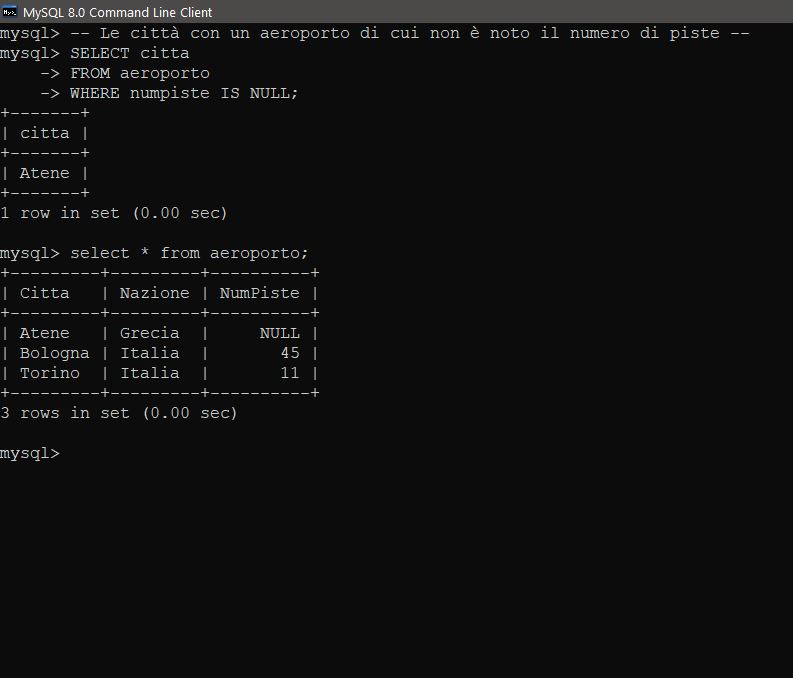 MySQL 8.0 Command Line Client
mysql> -- Le città con un aeroporto di cui non è noto il numero di piste --
mysql> SELECT citta
    -> FROM aeroporto
    -> WHERE numpiste IS NULL;
+-------+
| citta |
+-------+
| Atene |
+-------+
1 row in set (0.00 sec)

mysql> select * from aeroporto;
+---------+---------+----------+
| Citta   | Nazione | NumPiste |
+---------+---------+----------+
| Atene   | Grecia  |     NULL |
| Bologna | Italia  |       45 |
| Torino  | Italia  |       11 |
+---------+---------+----------+
3 rows in set (0.00 sec)

mysql>